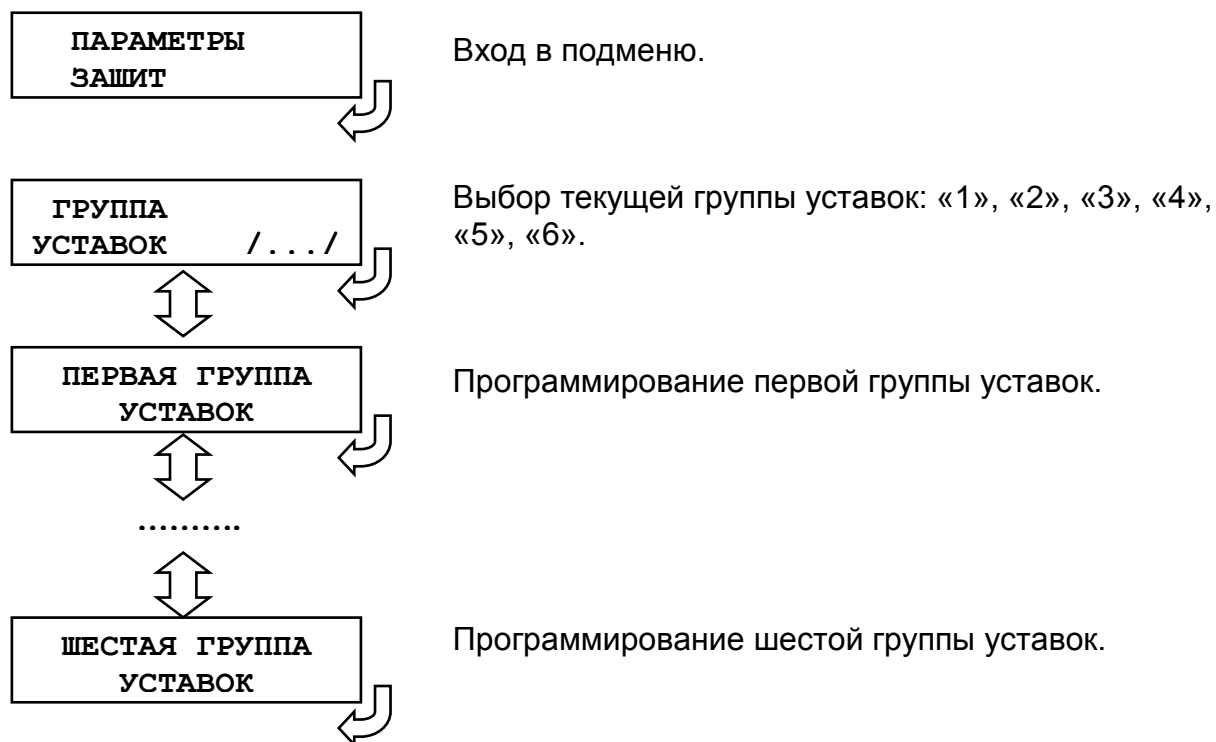 ПАРАМЕТРЫ
ЗАЩИТ
Вход в подменю.
ГРУППА
УСТАВОК /.../
Выбор текущей группы уставок: «1», «2», «3», «4»,
«5», «6».
ПЕРВАЯ ГРУППА
УСТАВОК
Программирование первой группы уставок.
..........
ШЕСТАЯ ГРУППА
УСТАВОК
Программирование шестой группы уставок.